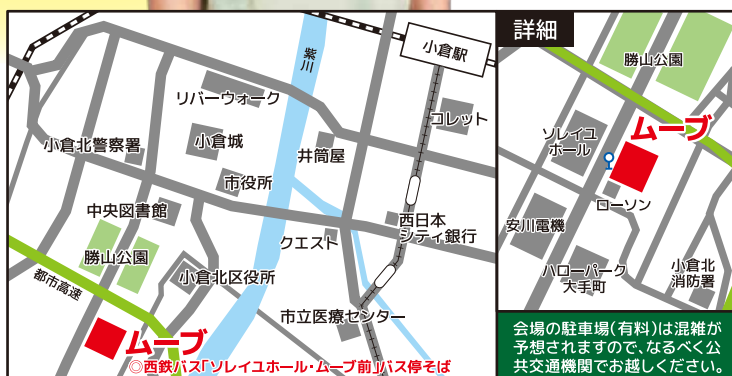 小倉駅
紫川
リバーウォーク
コレット
小倉城
井筒屋
小倉北警察署
市役所
中央図書館
西日本
シティ銀行
クエスト
勝山公園
小倉北区役所
都市高速
市立医療センター
ムーブ
◎西鉄バス「ソレイユホール・ムーブ前」バス停そば
詳細
勝山公園
ソレイユ
ホール
ムーブ
ローソン
安川電機
ハローパーク
大手町
小倉北
消防署
会場の駐車場(有料)は混雑が
予想されますので、なるべく公
共交通機関でお越しください。